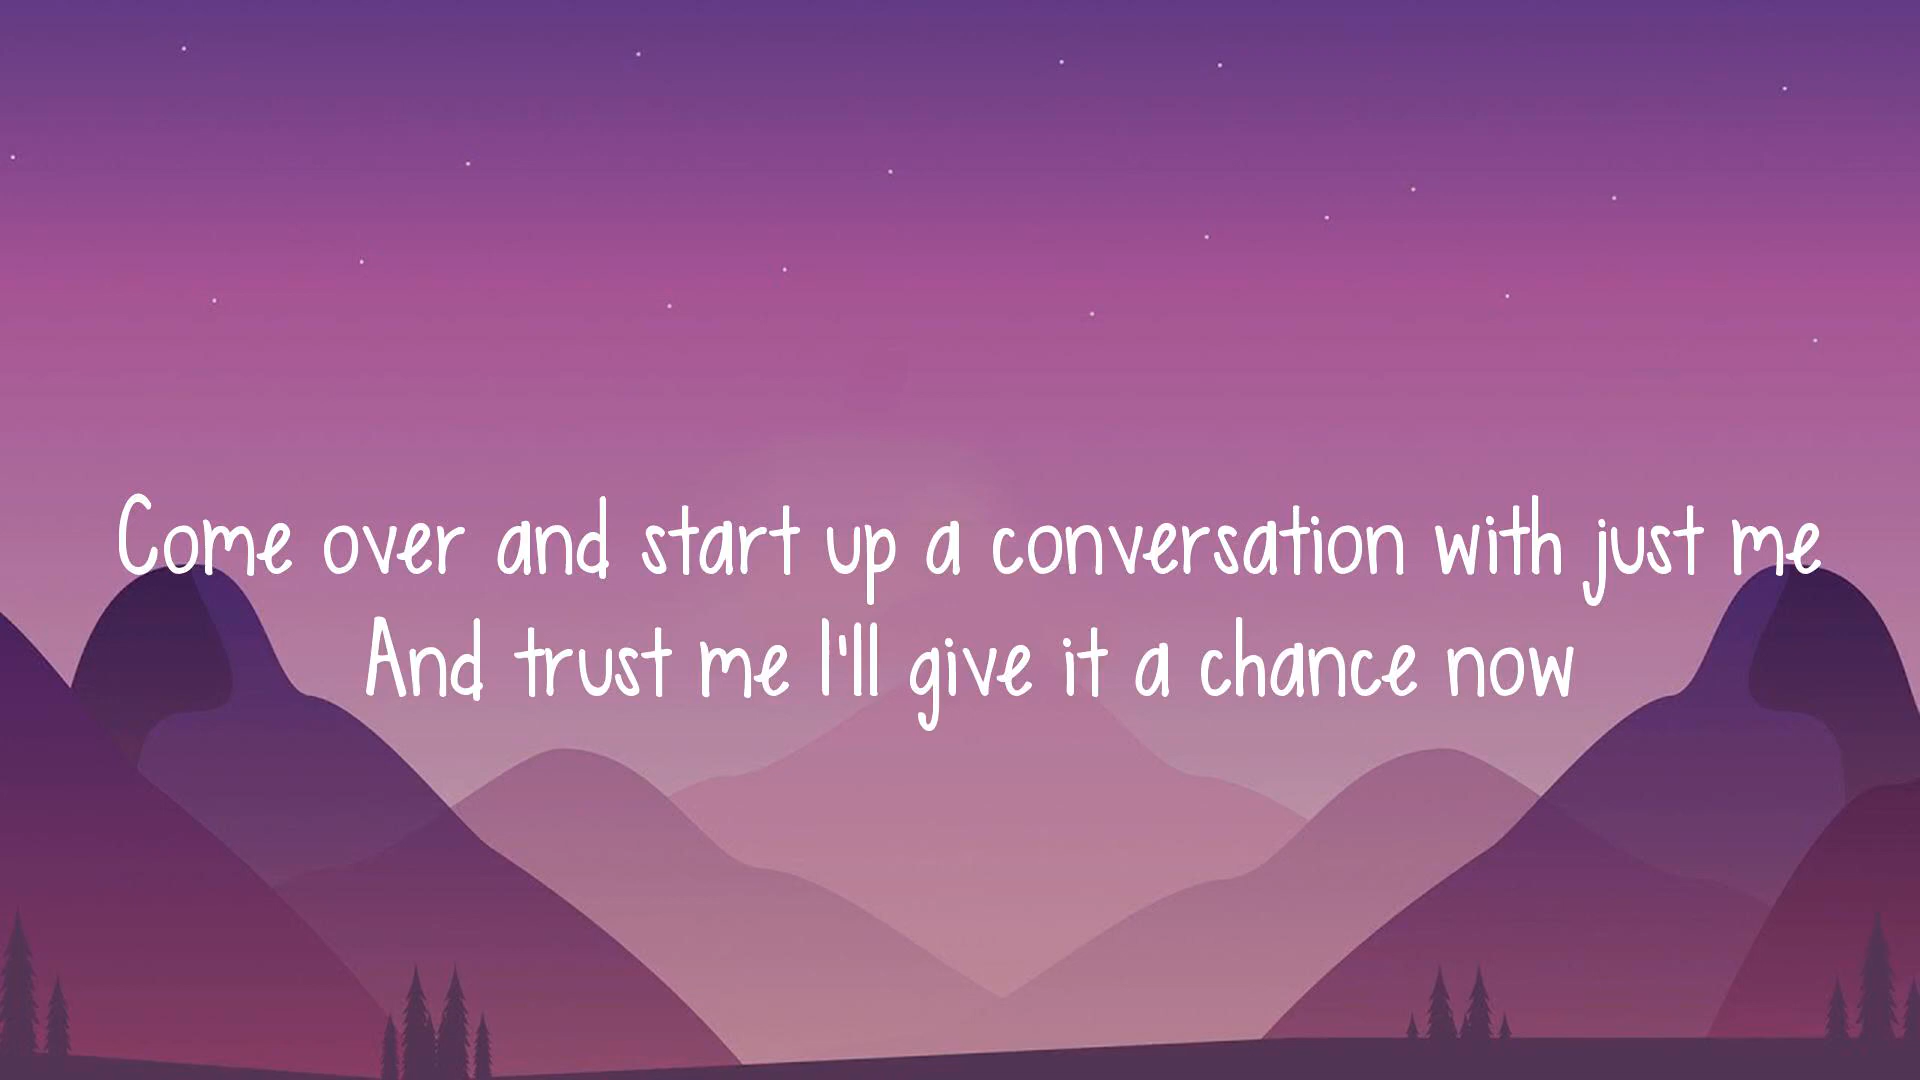 Come over and start up a conversation with just me
And trust me I'll give it a chance now